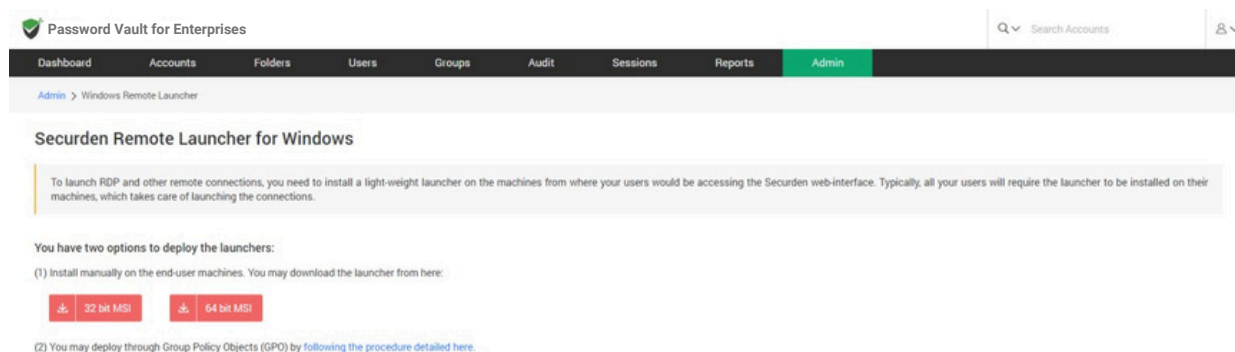 Password Vault for Enterprises
Search Accounts
Dashboard Accounts Folders Users Groups Audit Sessions Reports Admin
Admin > Windows Remote Launcher
Securden Remote Launcher for Windows
To launch RDP and other remote connections, you need to install a light-weight launcher on the machines from where your users would be accessing the Securden web-interface. Typically, all your users will require the launcher to be installed on their
machines, which takes care of launching the connections.
You have two options to deploy the launchers:
(1) Install manually on the end-user machines. You may download the launcher from here:
32 bit MSI 64 bit MSI
(2) You may deploy through Group Policy Objects (GPO) by following the procedure detailed here.